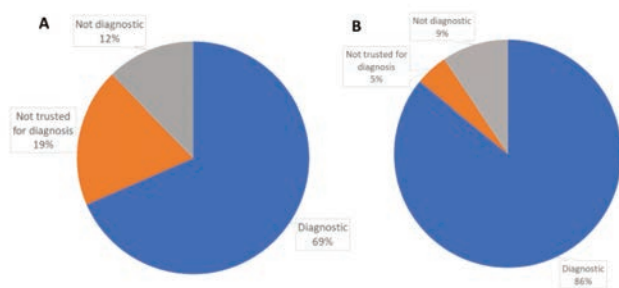 A
Not diagnostic
12%
Not trusted
for diagnosis
19%
Diagnostic
69%
B
Not diagnostic
9%
Not trusted for
diagnosis
5%
Diagnostic
86%